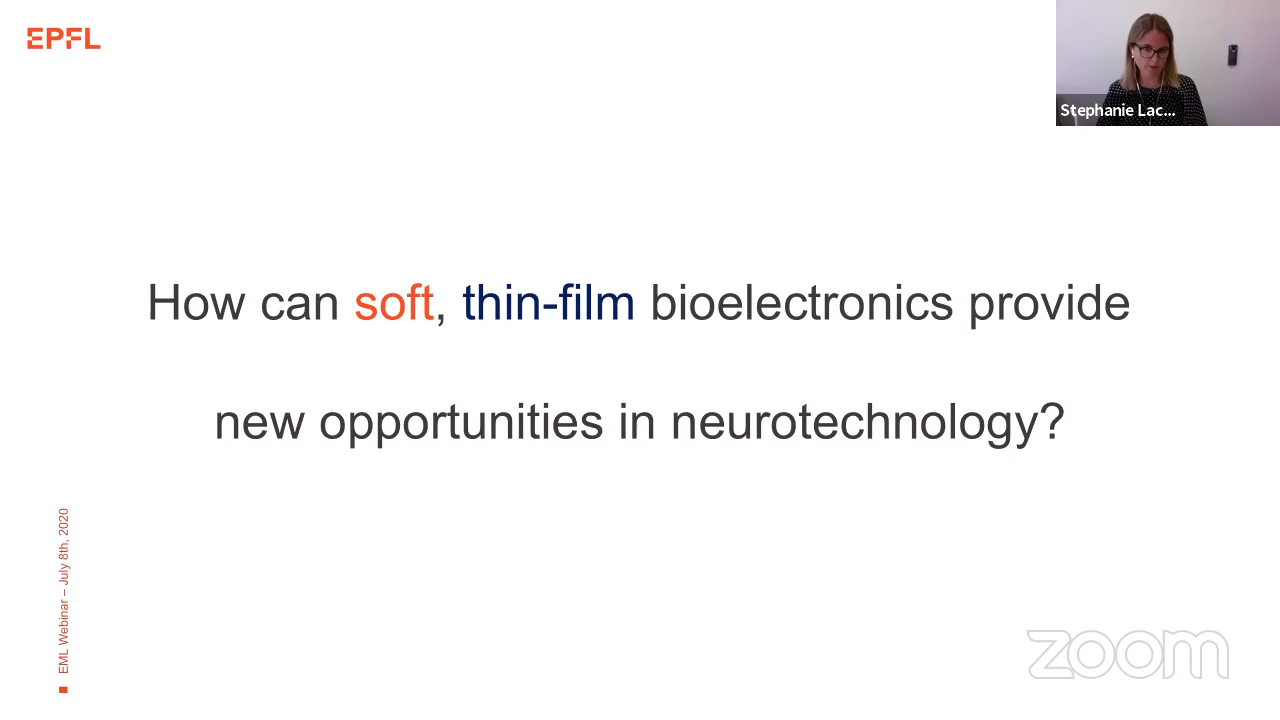 EPFL
Stephanie Lac...
How can soft, thin-film bioelectronics provide
new opportunities in neurotechnology?
EML Webinar – July 8th, 2020
zoom